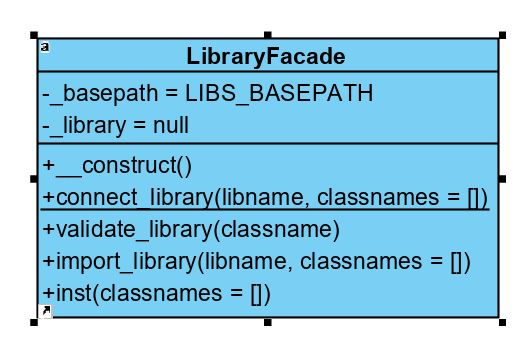 a
LibraryFacade
-_basepath = LIBS_BASEPATH
-_library = null
+__construct()
+connect_library(libname, classnames = [])
+validate_library(classname)
+import_library(libname, classnames = [])
+inst(classnames = [])